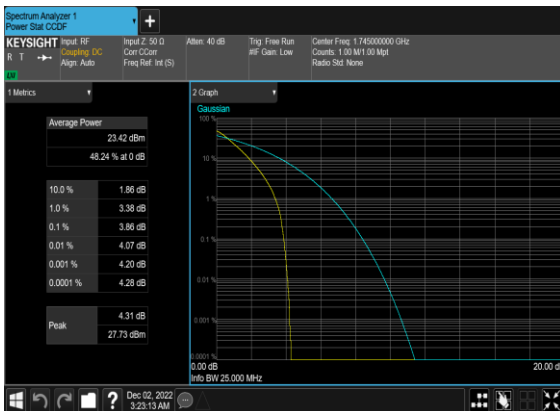 Spectrum Analyzer 1
Power Stat CCDF
KEYSIGHT
R T
LV
Input: RF
Coupling: DC
Align: Auto
Input Z: 50 Ω
Corr CCorr
Freq Ref: Int (S)
Atten: 40 dB
Trig: Free Run
#IF Gain: Low
Center Freq: 1.745000000 GHz
Counts: 1.00 M/1.00 Mpt
Radio Std: None
1 Metrics
Average Power
23.42 dBm
48.24 % at 0 dB
10.0 % 1.86 dB
1.0 % 3.38 dB
0.1 % 3.86 dB
0.01 % 4.07 dB
0.001 % 4.20 dB
0.0001 % 4.28 dB
Peak
4.31 dB
27.73 dBm
2 Graph
Gaussian
100 %
10 %
1 %
0.1 %
0.01 %
0.001 %
0.0001 %
0.00 dB
20.00 d
Info BW 25.000 MHz
Dec 02, 2022
3:23:13 AM